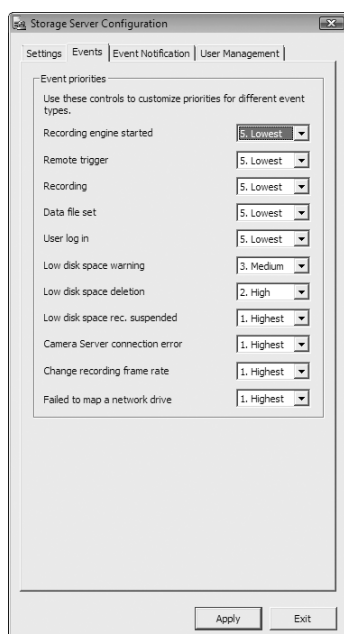 Storage Server Configuration
Settings Events Event Notification User Management
Event priorities
Use these controls to customize priorities for different event
types.
Recording engine started 5. Lowest
Remote trigger 5. Lowest
Recording 5. Lowest
Data file set 5. Lowest
User log in 5. Lowest
Low disk space warning 3. Medium
Low disk space deletion 2. High
Low disk space rec. suspended 1. Highest
Camera Server connection error 1. Highest
Change recording frame rate 1. Highest
Failed to map a network drive 1. Highest
Apply Exit